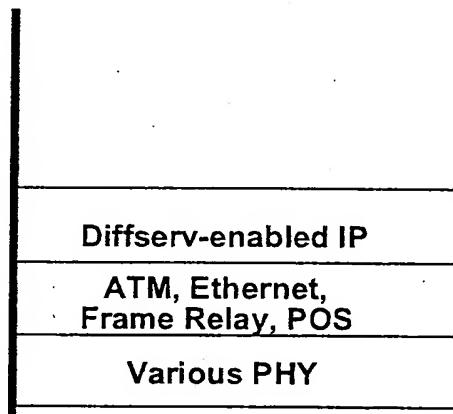 Diffserv-enabled IP
ATM, Ethernet,
Frame Relay, POS
Various PHY